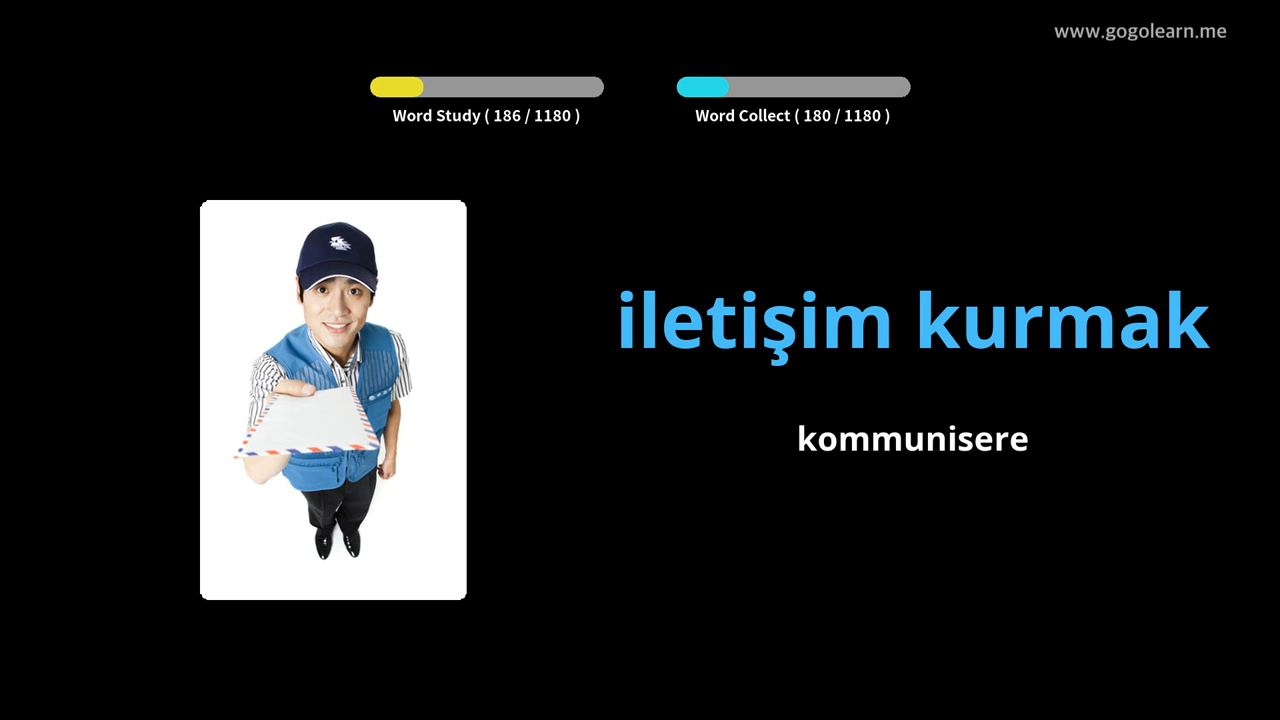 www.gogolearn.me
Word Study ( 186 / 1180 )
Word Collect ( 180 / 1180 )
iletişim kurmak
kommunisere